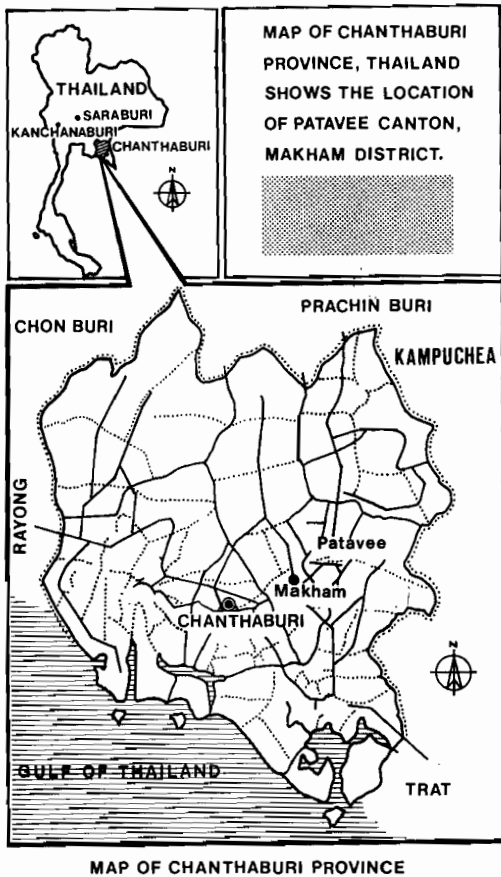 THAILAND
SARABURI
KANCHANABURI
CHANTHABURI
N
MAP OF CHANTHABURI
PROVINCE, THAILAND
SHOWS THE LOCATION
OF PATAVEE CANTON,
MAKHAM DISTRICT.
CHON BURI
PRACHIN BURI
KAMPUCHEA
RAYONG
Patavee
Makham
CHANTHABURI
N
GULF OF THAILAND
TRAT
MAP OF CHANTHABURI PROVINCE